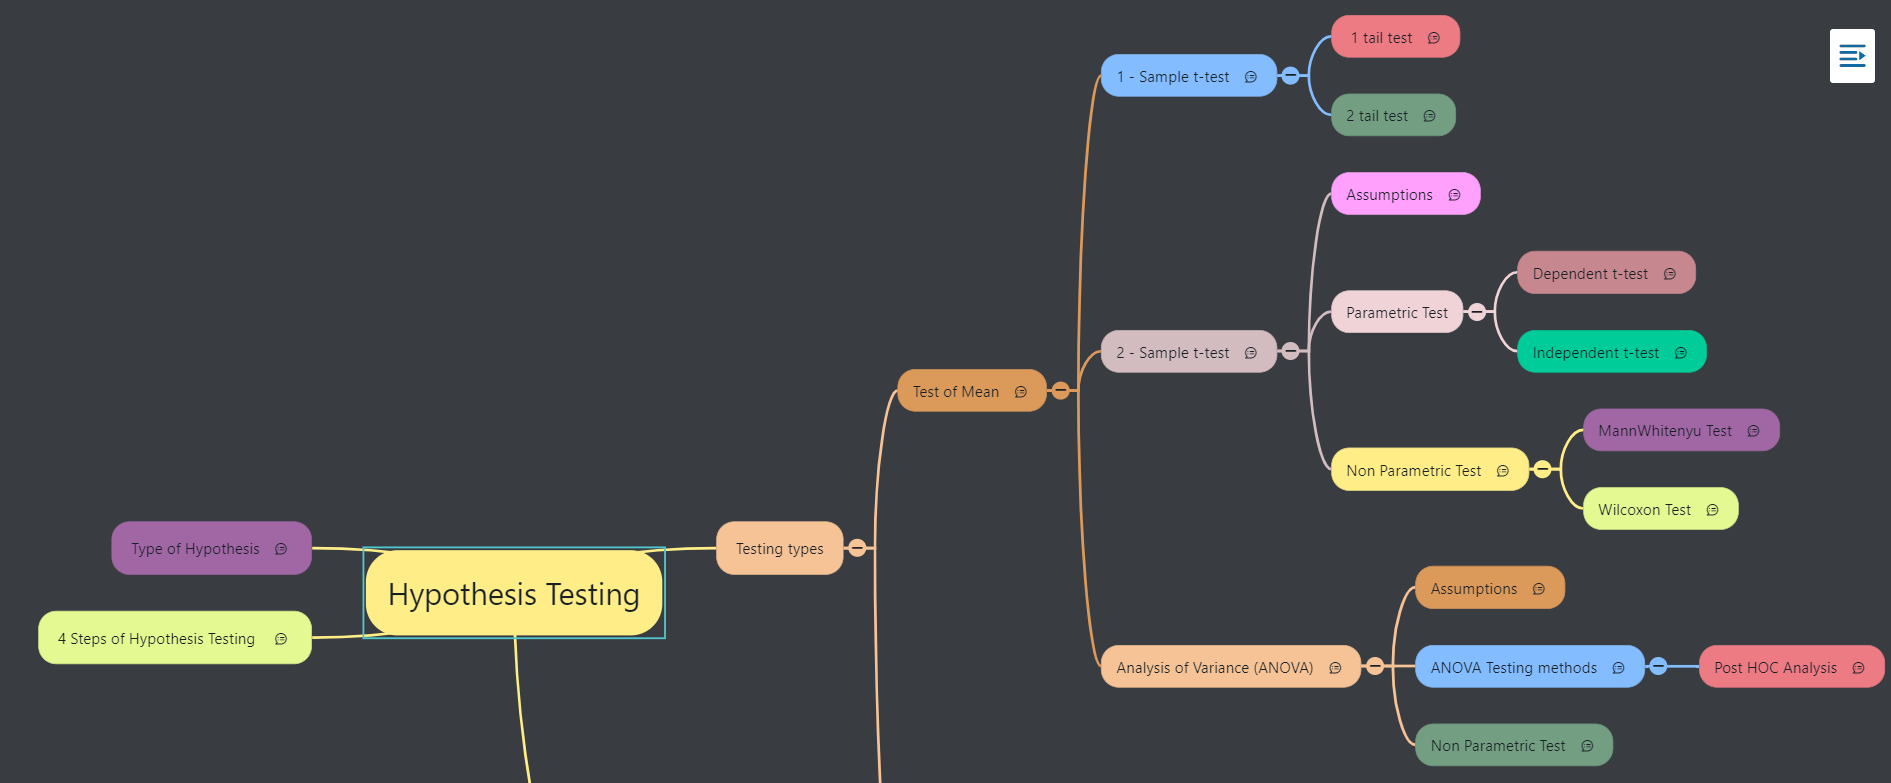 1 tail test
1 - Sample t-test
2 tail test
Assumptions
Dependent t-test
Parametric Test
2 - Sample t-test
Independent t-test
Test of Mean
MannWhitenyu Test
Non Parametric Test
Wilcoxon Test
Type of Hypothesis
Testing types
Hypothesis Testing
Assumptions
4 Steps of Hypothesis Testing
Analysis of Variance (ANOVA)
ANOVA Testing methods
Post HOC Analysis
Non Parametric Test